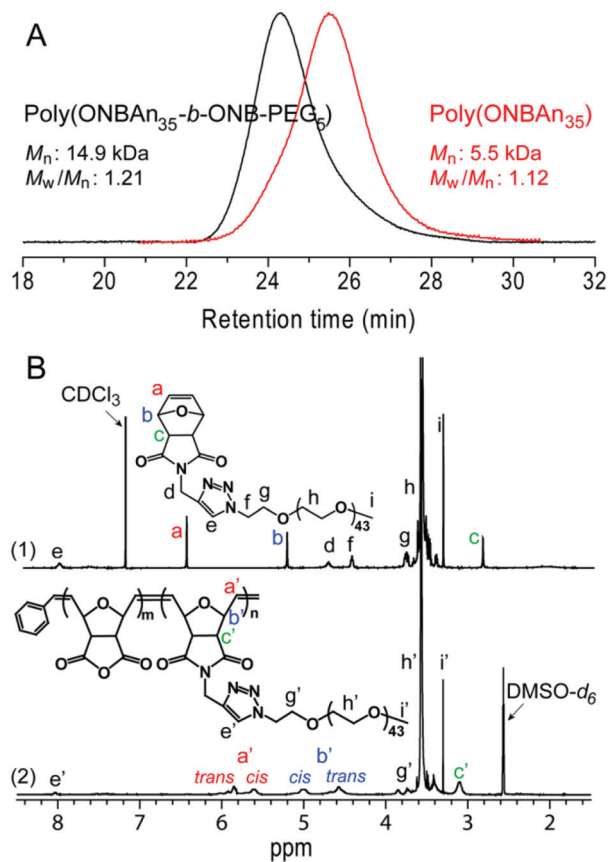 A
Poly(ONBAn35-b-ONB-PEG5)
Mn: 14.9 kDa
Mw/Mn: 1.21
Poly(ONBAn35)
Mn: 5.5 kDa
Mw/Mn: 1.12
18 20 22 24 26 28 30 32
Retention time (min)
B
CDCl3
a
b
O
c
O N O
d
N N
e N
f
g
O
h
O
43
i
(1)
e
a
b
d
f
g
h
i
c
O O
m n
a'
b'
c'
O O O
O N O
N N
e' N
g'
O
h'
O
43
i'
(2)
e'
a'
trans cis
b'
cis trans
g'
h'
i'
c'
DMSO-d6
8 7 6 5 4 3 2
ppm